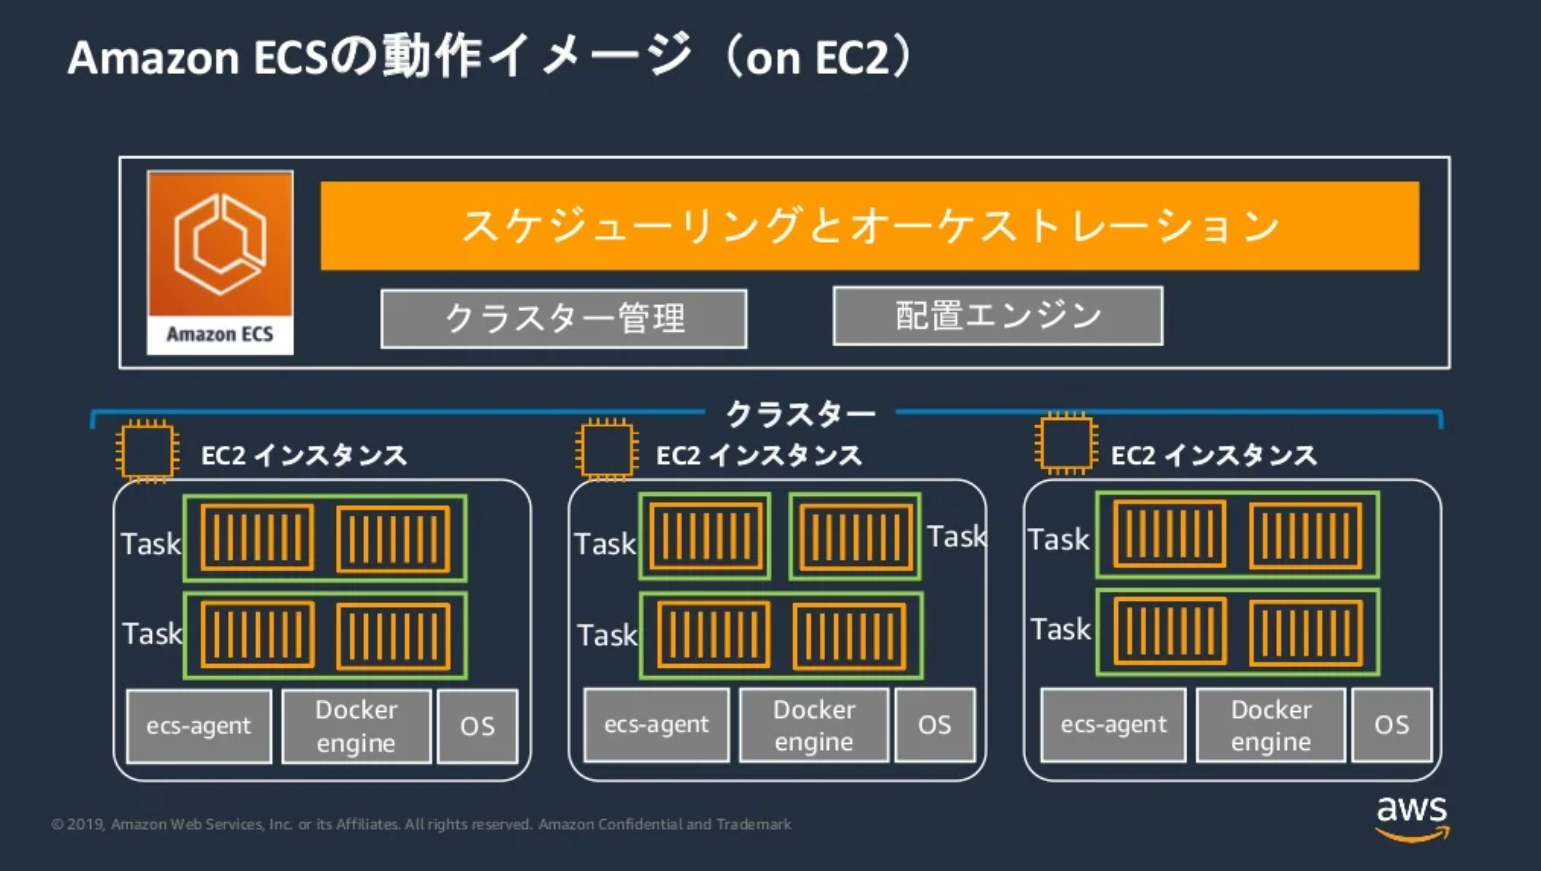 Amazon ECSの動作イメージ（on EC2）
スケジューリングとオーケストレーション
Amazon ECS
クラスター管理
配置エンジン
クラスター
EC2 インスタンス
EC2 インスタンス
EC2 インスタンス
Task
Task
ecs-agent
Docker
engine
OS
Task
Task
Task
ecs-agent
Docker
engine
OS
Task
Task
ecs-agent
Docker
engine
OS
© 2019, Amazon Web Services, Inc. or its Affiliates. All rights reserved. Amazon Confidential and Trademark
aws